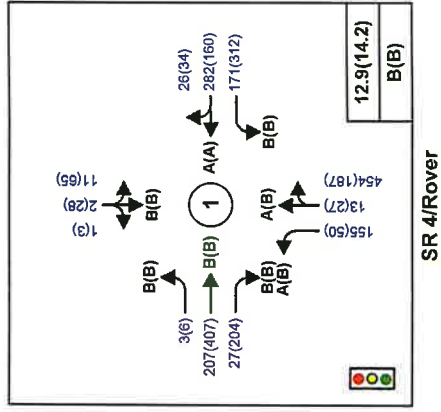 12.9(14.2)
B(B)
26(34)
282(160)
171(312)
A(A)
B(B)
11(65)
2(28)
1(3)
B(B)
1
B(B)
B(B)
3(6)
207(407)
27(204)
B(B)
A(B)
A(B)
155(50)
13(27)
454(187)
SR 4/Rover